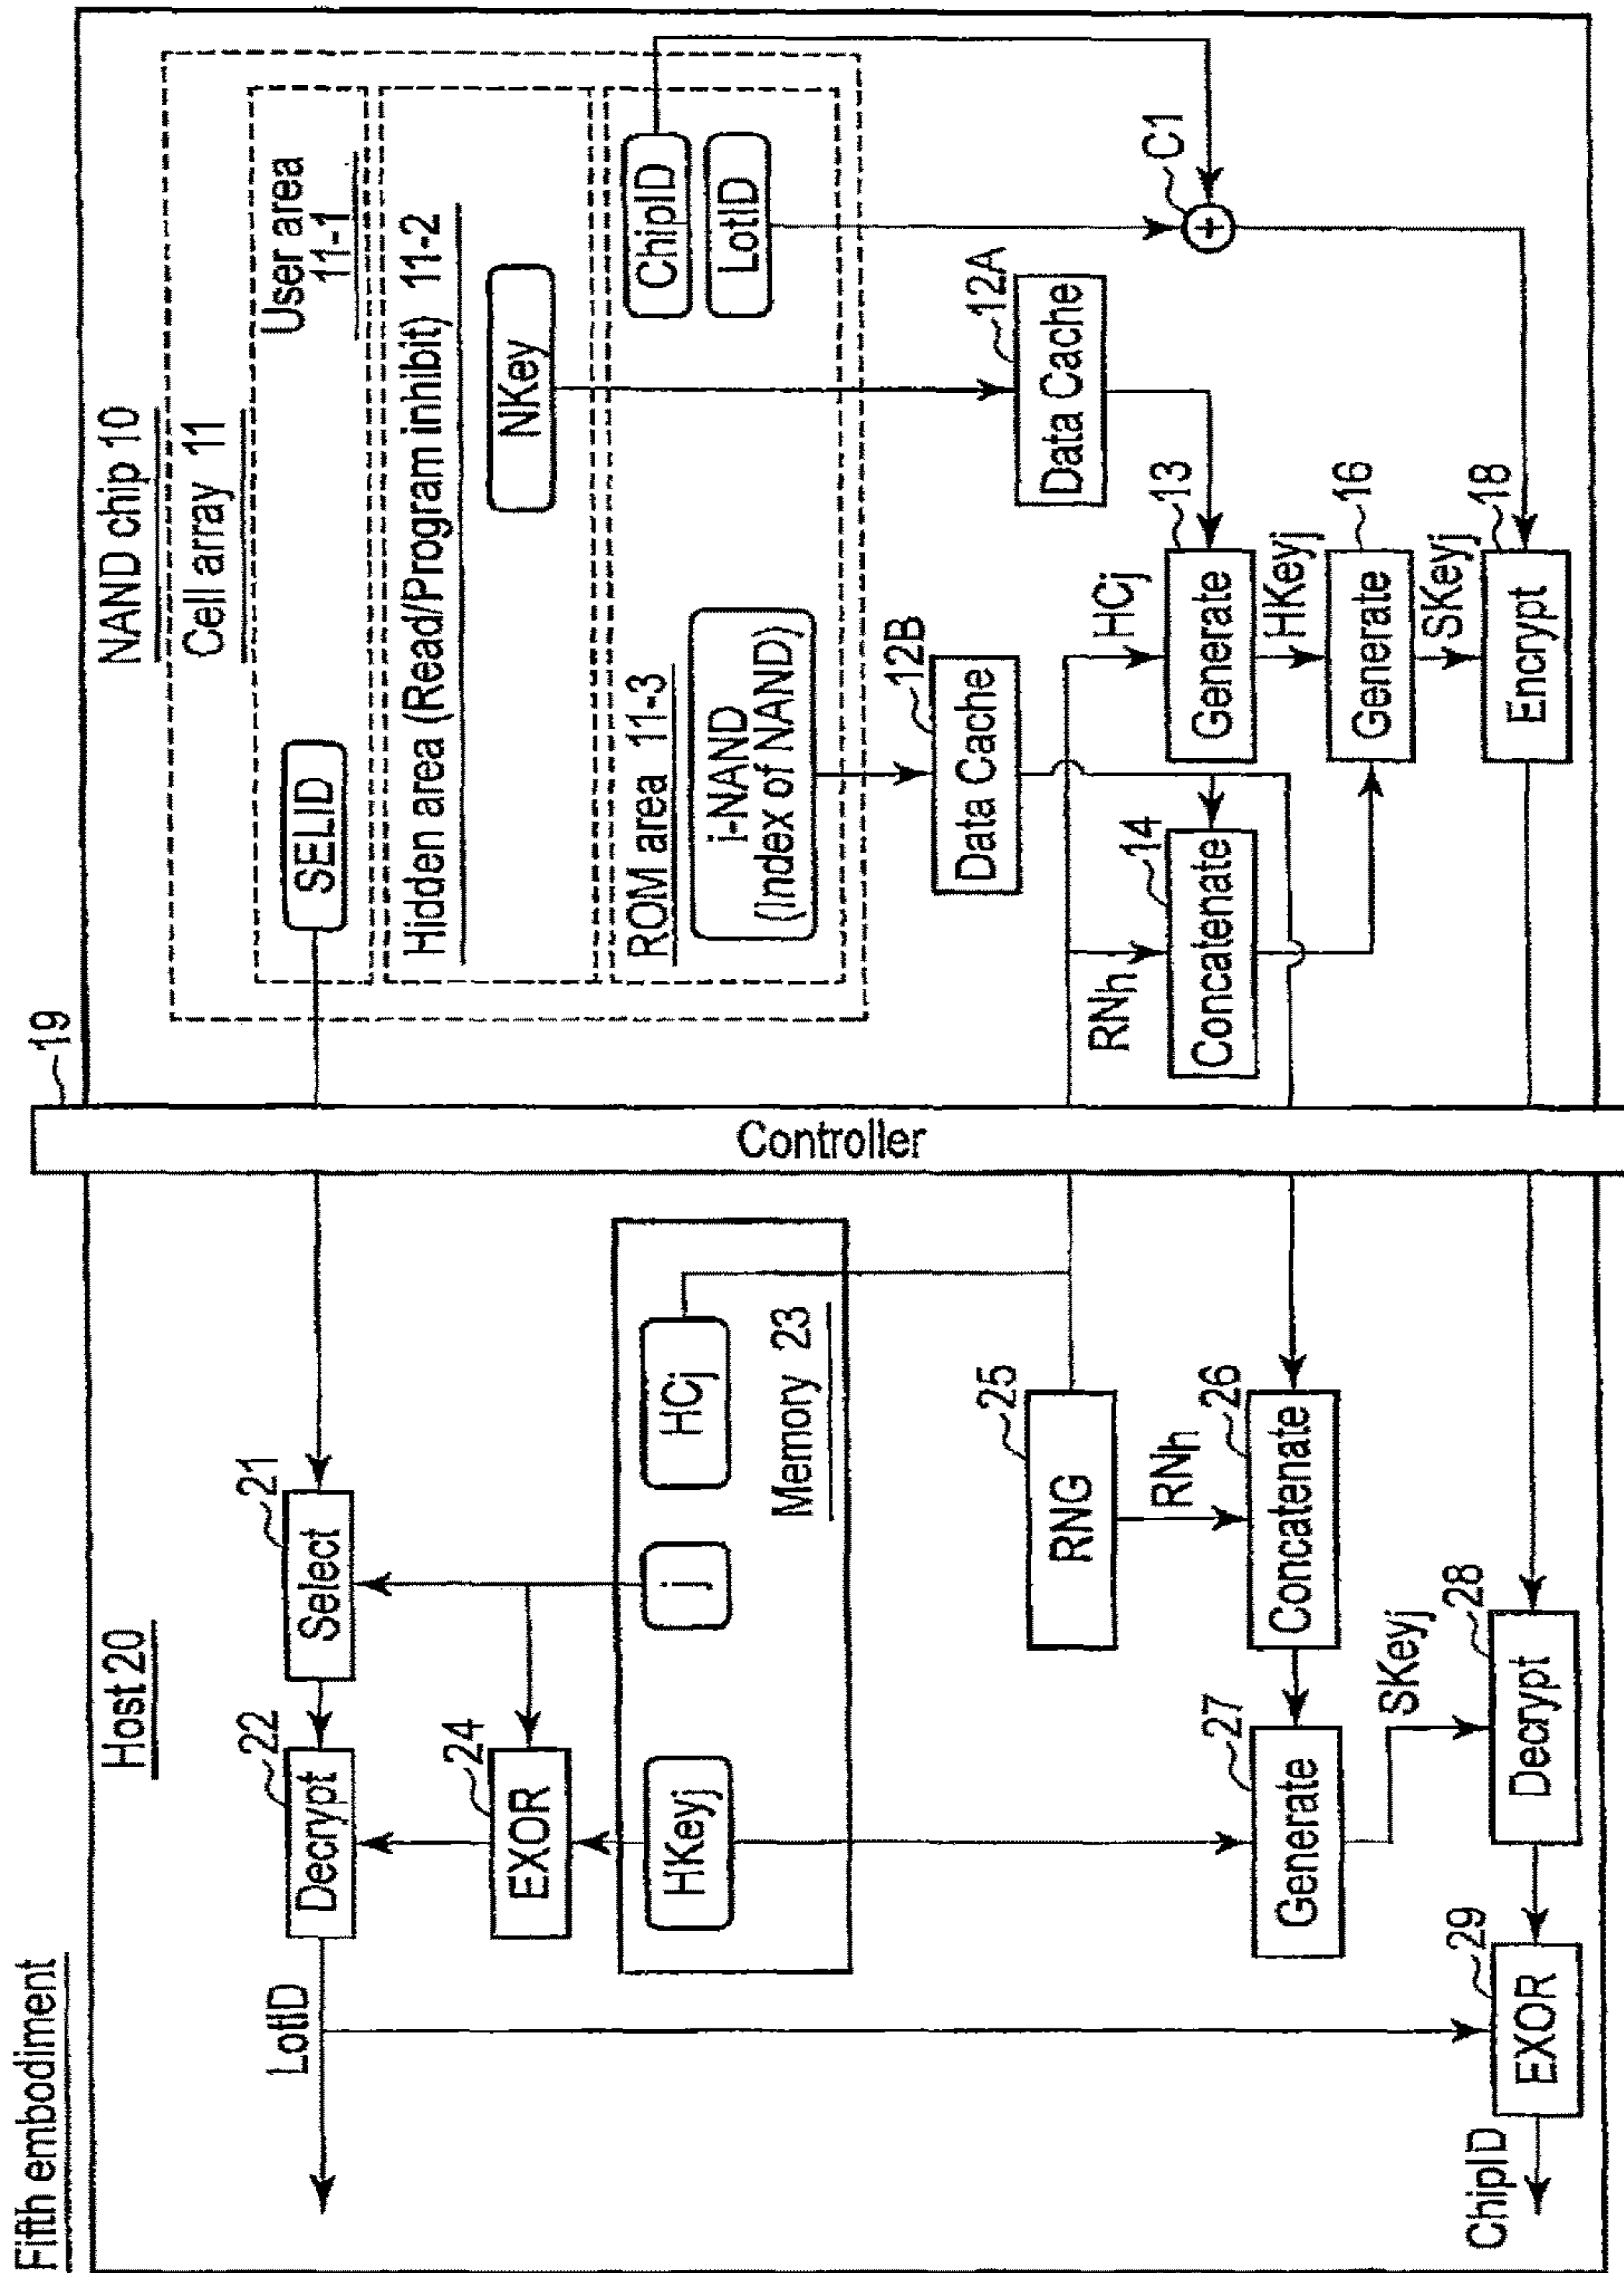 Fifth embodiment
Host 20
NAND chip 10
Cell array 11
User area
11-1
SELID
Hidden area (Read/Program inhibit) 11-2
NKey
ROM area 11-3
i-NAND
(Index of NAND)
ChipID
LotID
12B
Data Cache
12A
Data Cache
C1
+
HCj
13
Generate
RNh
14
Concatenate
HKeyj
16
Generate
SKeyj
18
Encrypt
19
Controller
21
Select
22
Decrypt
LotID
24
EXOR
HKeyj
j
HCj
Memory 23
25
RNG
RNh
26
Concatenate
27
Generate
SKeyj
28
Decrypt
29
EXOR
ChipID